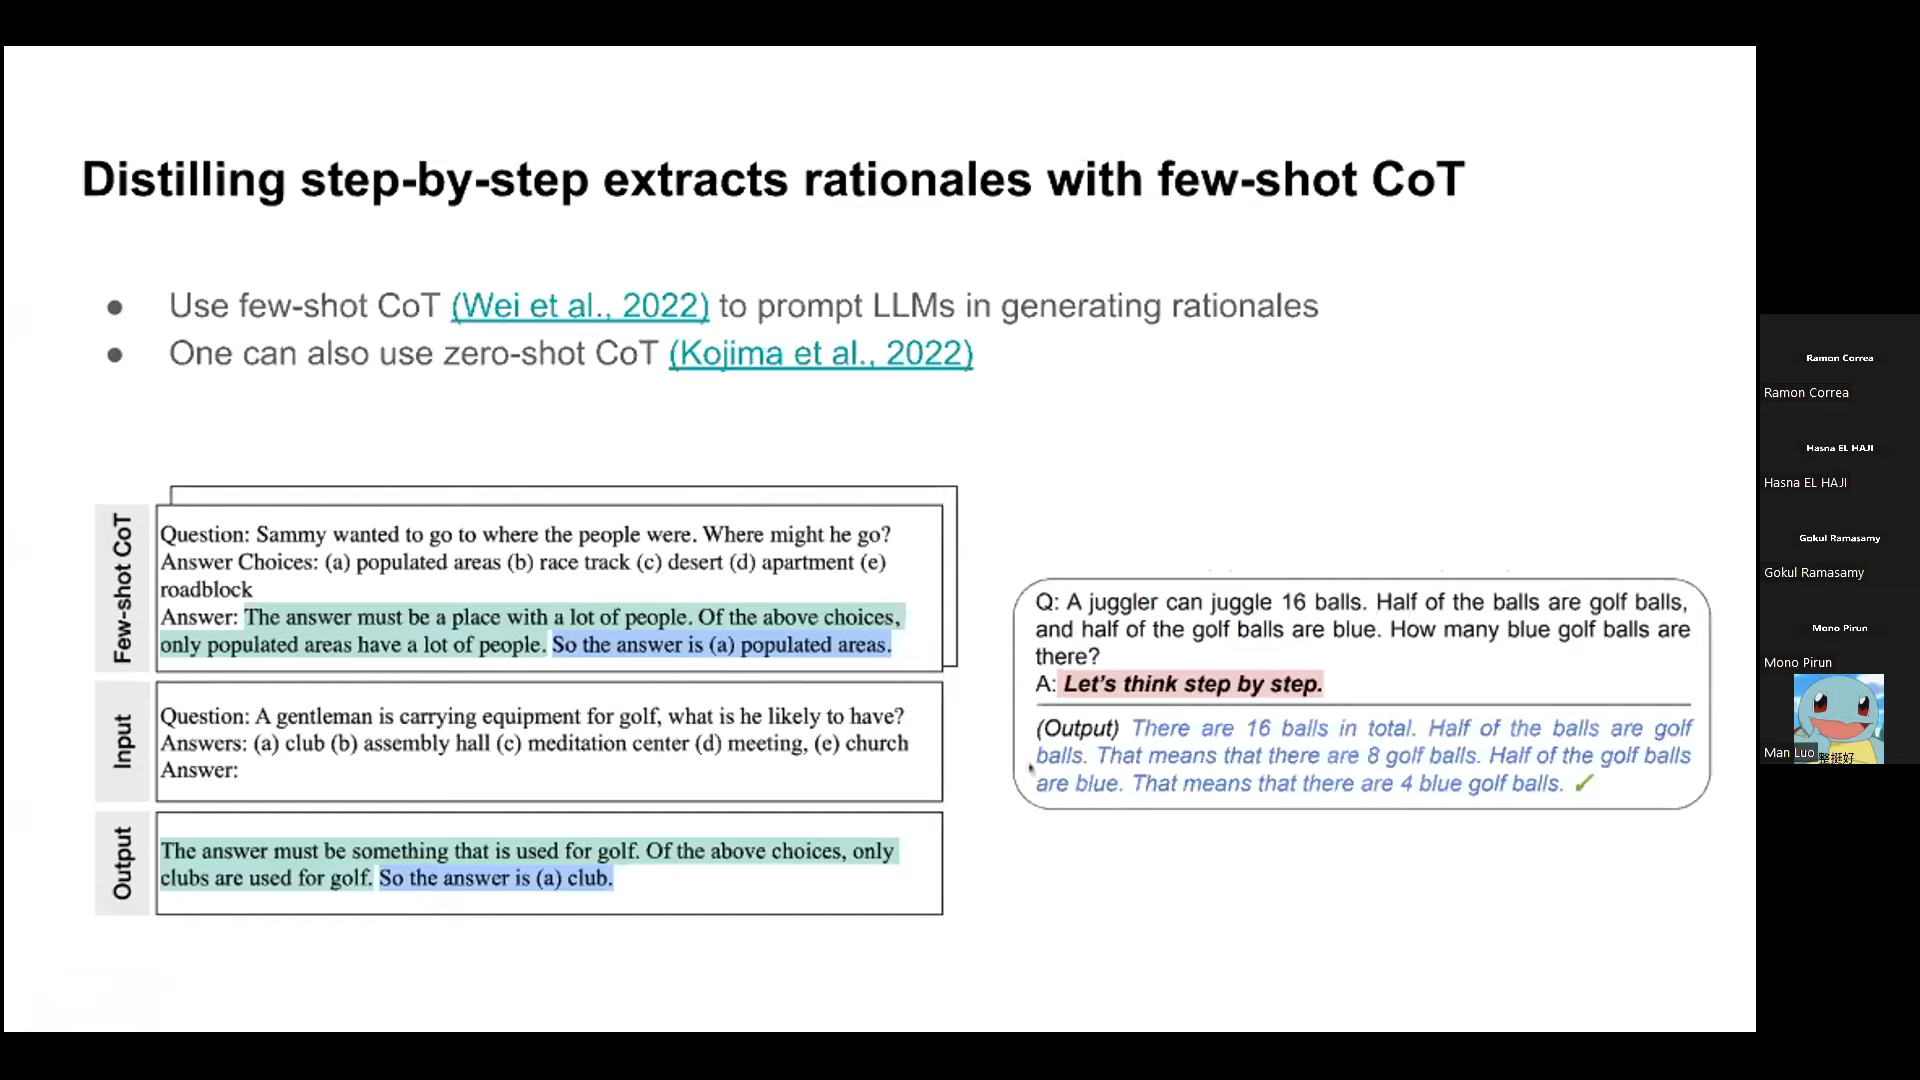 Distilling step-by-step extracts rationales with few-shot CoT
● Use few-shot CoT (Wei et al., 2022) to prompt LLMs in generating rationales
● One can also use zero-shot CoT (Kojima et al., 2022)
Few-shot CoT
Question: Sammy wanted to go to where the people were. Where might he go?
Answer Choices: (a) populated areas (b) race track (c) desert (d) apartment (e)
roadblock
Answer: The answer must be a place with a lot of people. Of the above choices,
only populated areas have a lot of people. So the answer is (a) populated areas.
Input
Question: A gentleman is carrying equipment for golf, what is he likely to have?
Answers: (a) club (b) assembly hall (c) meditation center (d) meeting, (e) church
Answer:
Output
The answer must be something that is used for golf. Of the above choices, only
clubs are used for golf. So the answer is (a) club.
Q: A juggler can juggle 16 balls. Half of the balls are golf balls,
and half of the golf balls are blue. How many blue golf balls are
there?
A: Let's think step by step.
(Output) There are 16 balls in total. Half of the balls are golf
balls. That means that there are 8 golf balls. Half of the golf balls
are blue. That means that there are 4 blue golf balls. ✓
Ramon Correa
Ramon Correa
Hasna EL HAJI
Hasna EL HAJI
Gokul Ramasamy
Gokul Ramasamy
Mono Pirun
Mono Pirun
Man Luo
整挺好